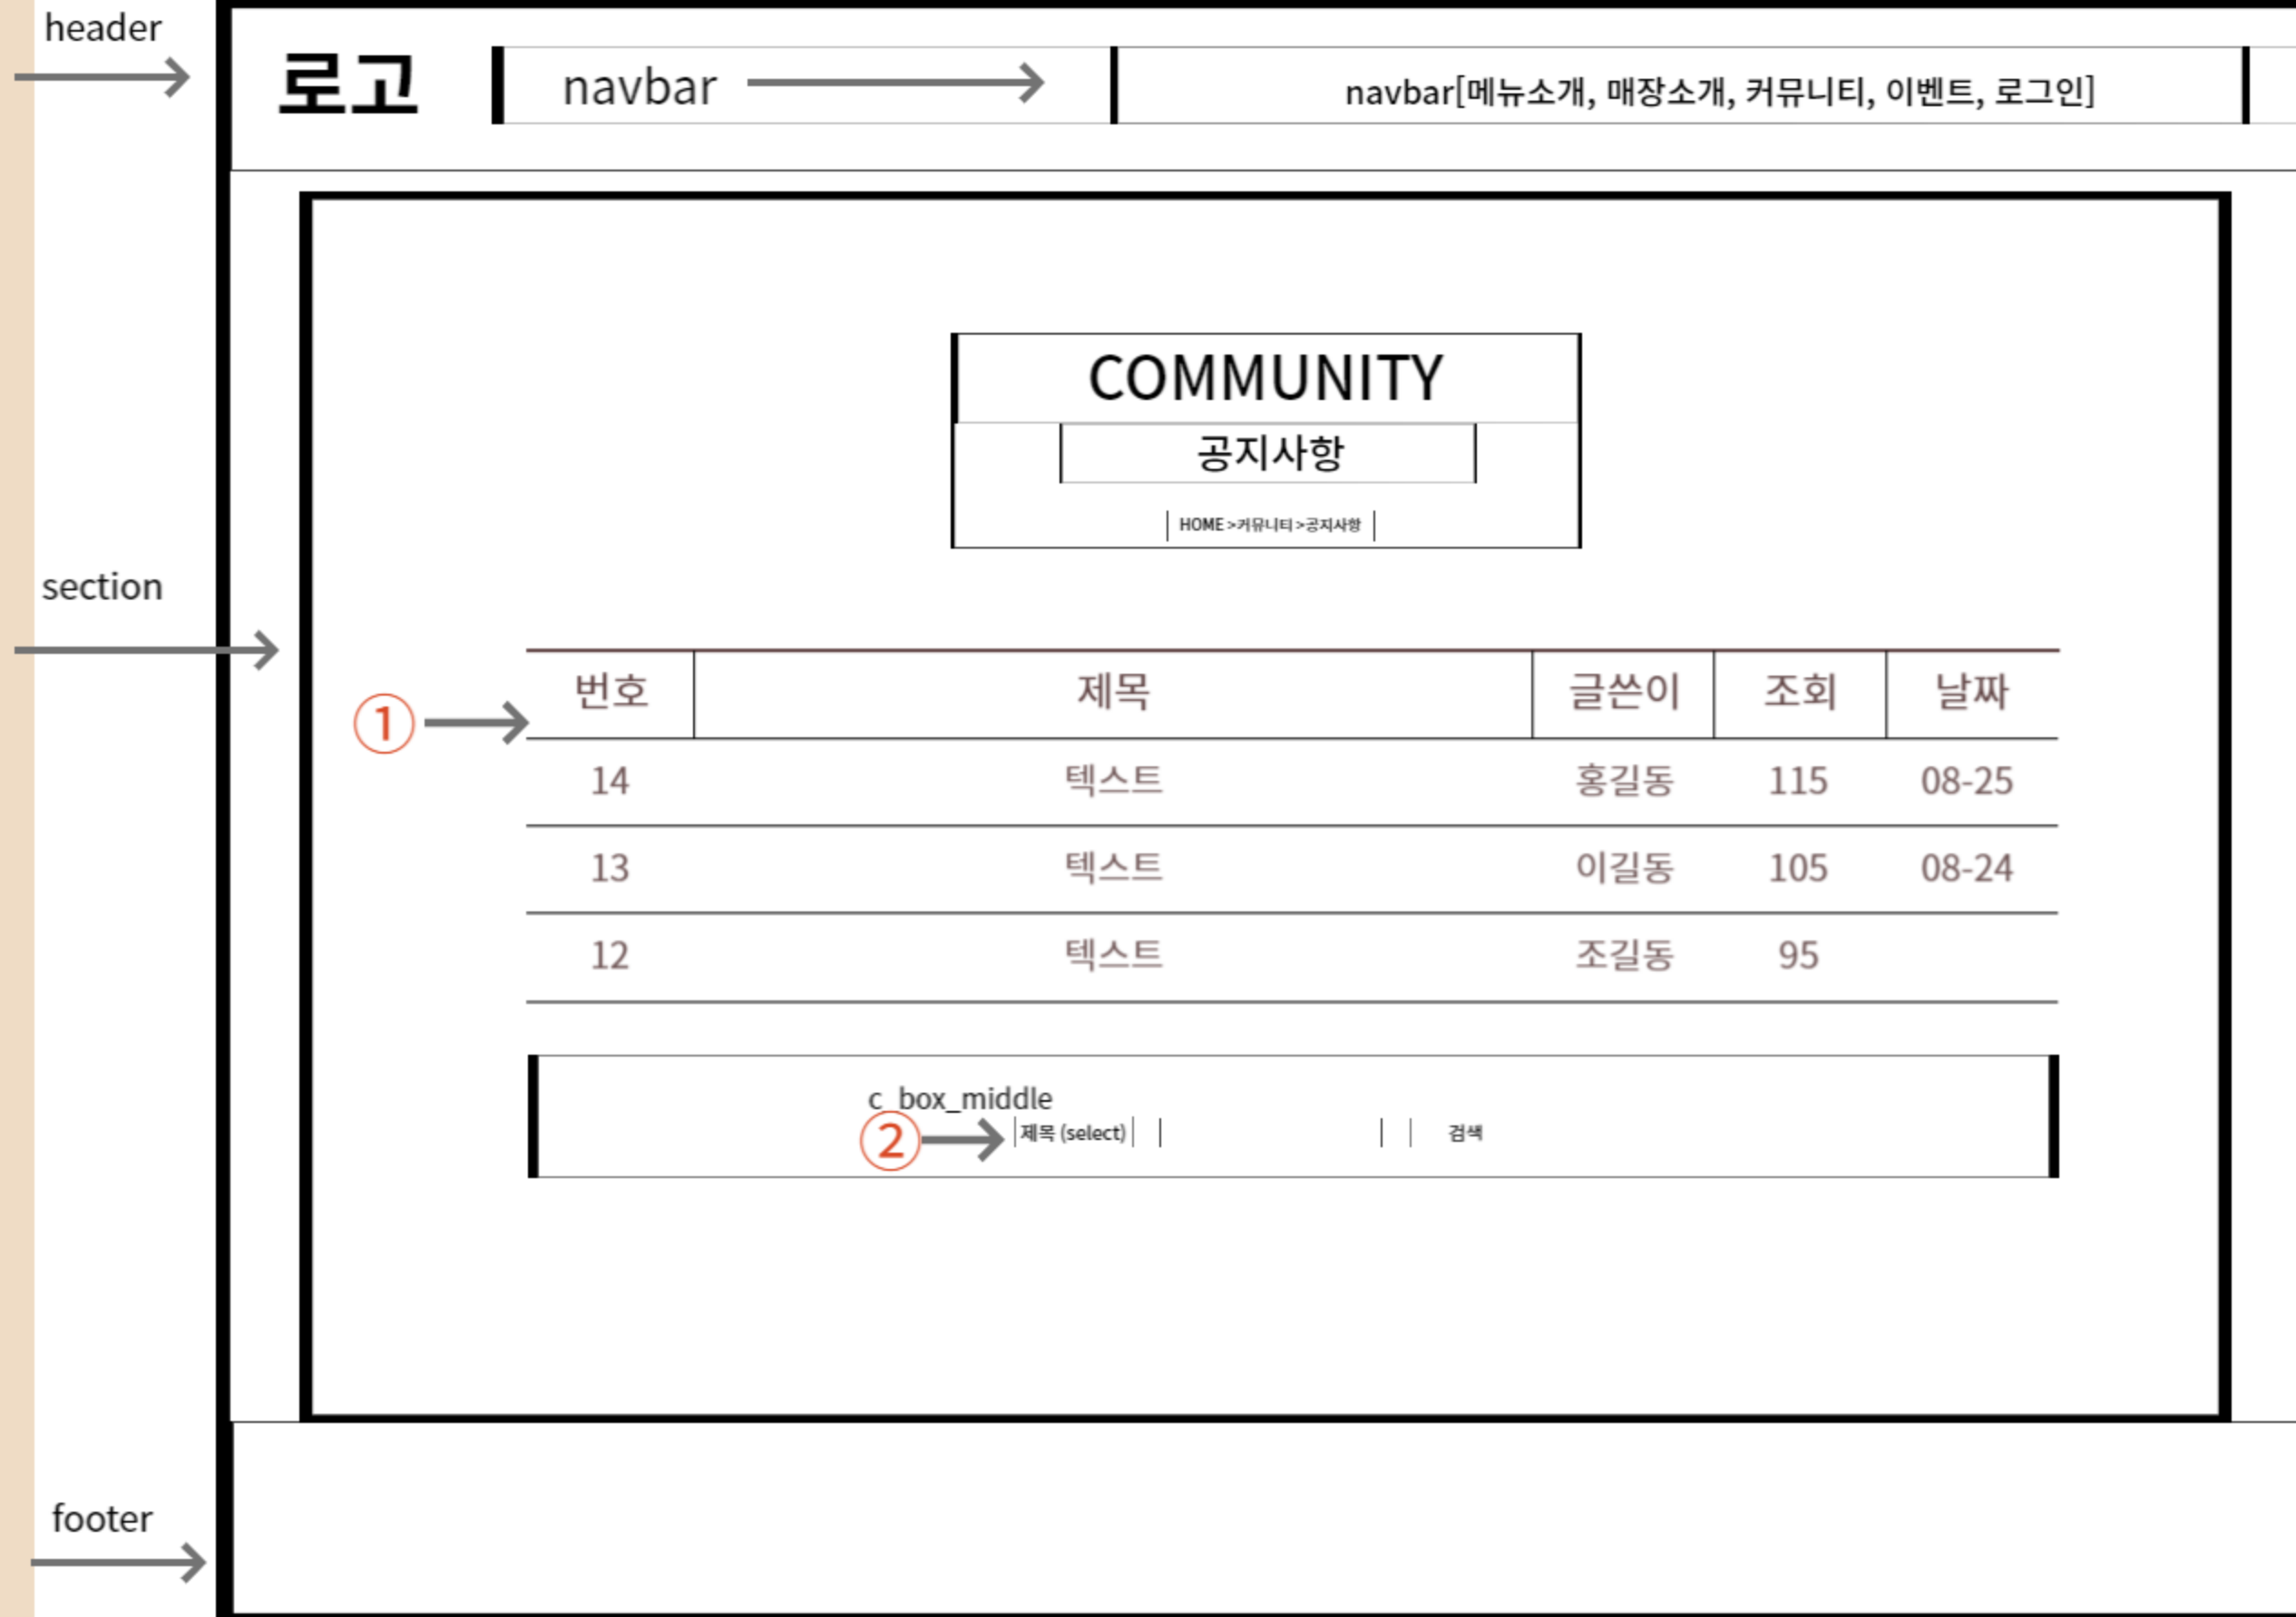 header
로고
navbar
navbar[메뉴소개, 매장소개, 커뮤니티, 이벤트, 로그인]
COMMUNITY
공지사항
HOME >커뮤니티 >공지사항
section
① 번호 제목 글쓴이 조회 날짜
14 텍스트 홍길동 115 08-25
13 텍스트 이길동 105 08-24
12 텍스트 조길동 95
c_box_middle
② 제목 (select) 검색
footer